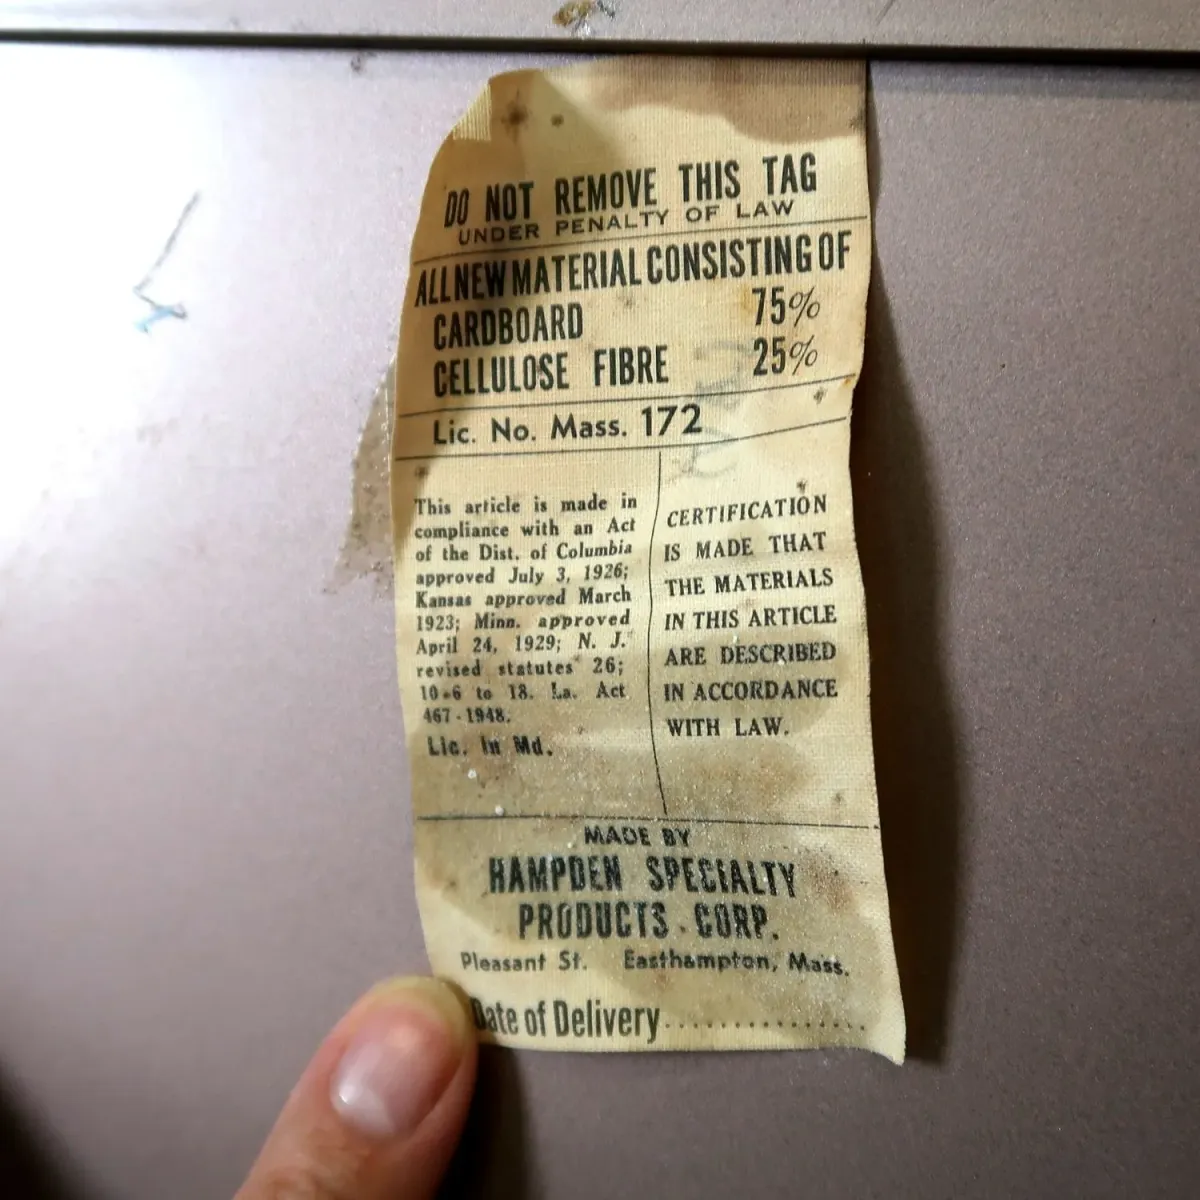 DO NOT REMOVE THIS TAG
UNDER PENALTY OF LAW
ALL NEW MATERIAL CONSISTING OF
CARDBOARD 75%
CELLULOSE FIBRE 25%
Lic. No. Mass. 172
This article is made in
compliance with an Act
of the Dist. of Columbia
approved July 3, 1926;
Kansas approved March
1923; Minn. approved
April 24, 1929; N. J.
revised statutes 26;
10-6 to 18. La. Act
467-1948.
Lic. in Md.
CERTIFICATION
IS MADE THAT
THE MATERIALS
IN THIS ARTICLE
ARE DESCRIBED
IN ACCORDANCE
WITH LAW.
MADE BY
HAMPDEN SPECIALTY
PRODUCTS CORP.
Pleasant St. Easthampton, Mass.
Date of Delivery...............